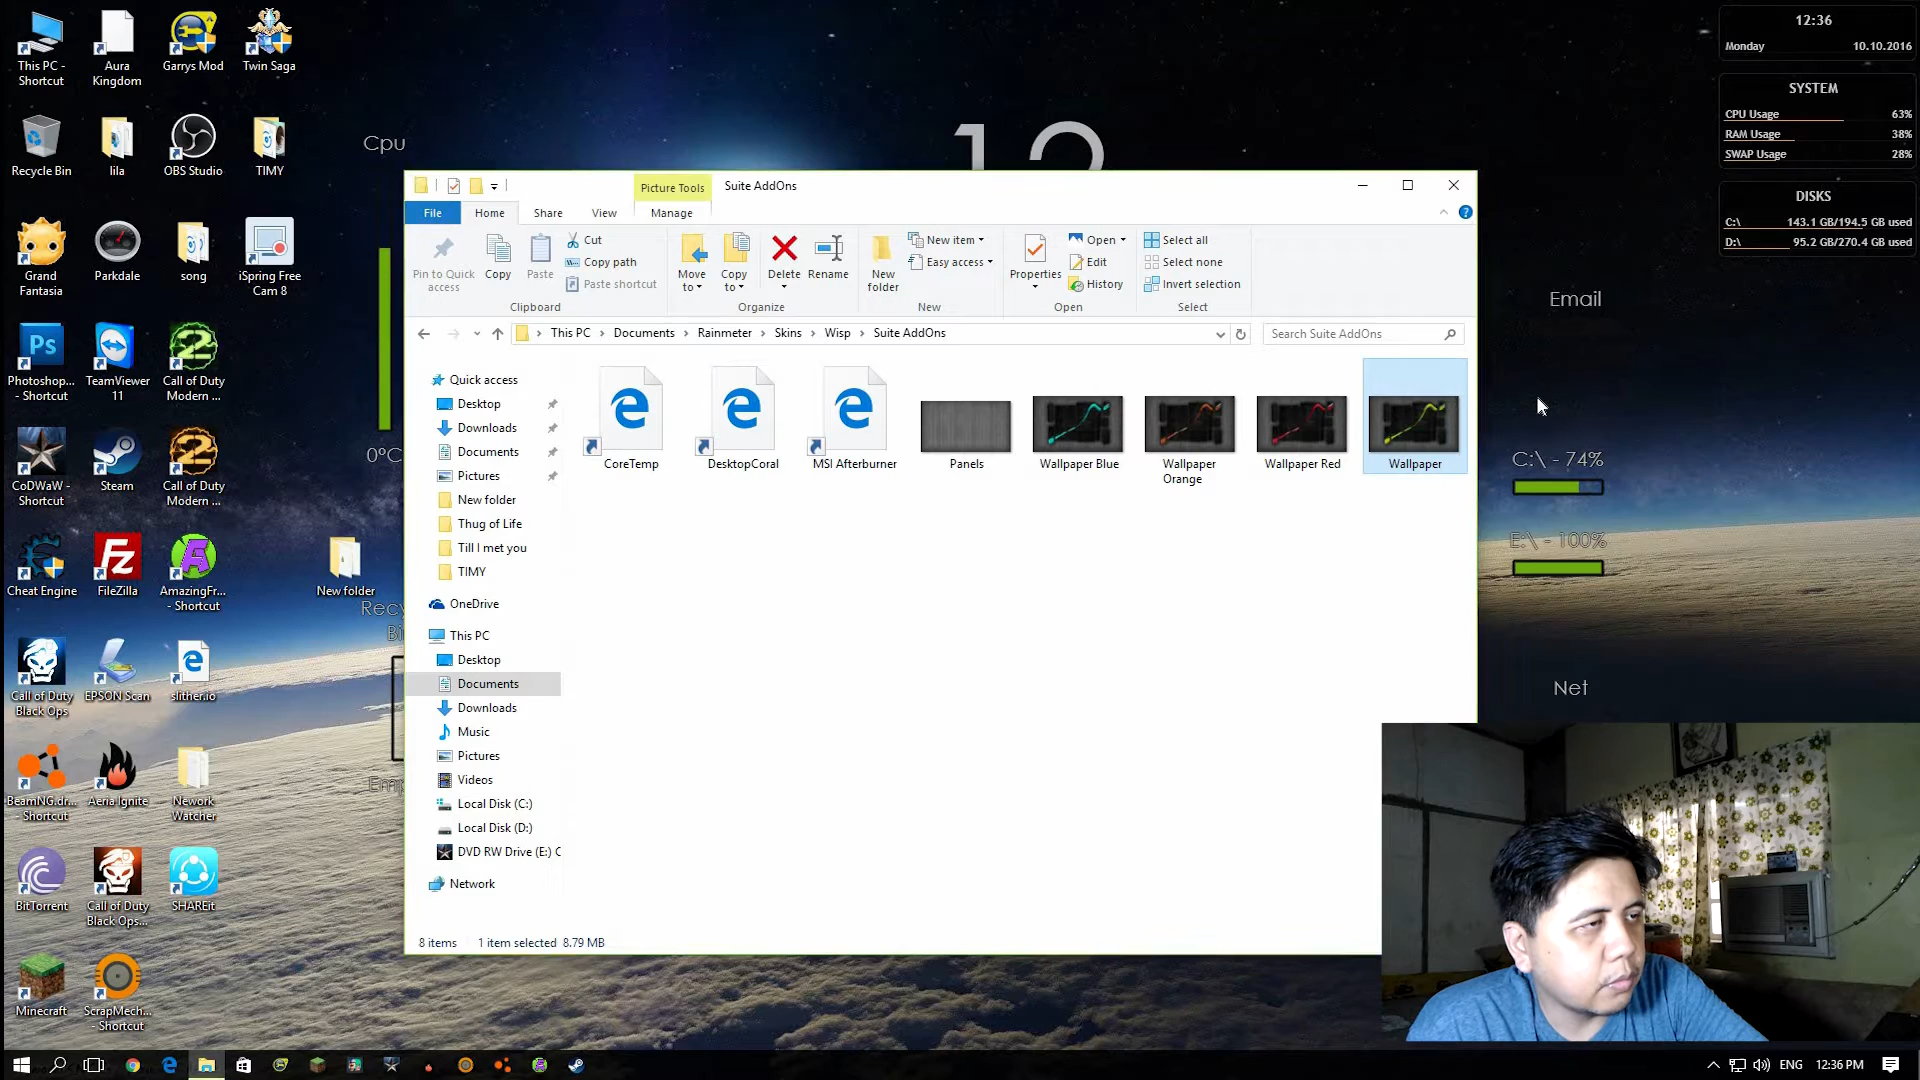 This PC -
Shortcut
Aura
Kingdom
Garrys Mod
Twin Saga
Recycle Bin
lila
OBS Studio
TIMY
Grand
Fantasia
Parkdale
song
iSpring Free
Cam 8
Photoshop...
- Shortcut
TeamViewer
11
Call of Duty
Modern ...
CoDWaW -
Shortcut
Steam
Call of Duty
Modern ...
Cheat Engine
FileZilla
AmazingFr...
- Shortcut
New folder
Call of Duty
Black Ops
EPSON Scan
slither.io
BeamNG.dr...
- Shortcut
Aeria Ignite
Nework
Watcher
BitTorrent
Call of Duty
Black Ops...
SHAREit
Minecraft
ScrapMech...
- Shortcut
Cpu
0°C
12
12:36
Monday 10.10.2016
SYSTEM
CPU Usage 63%
RAM Usage 38%
SWAP Usage 28%
DISKS
C:\ 143.1 GB/194.5 GB used
D:\ 95.2 GB/270.4 GB used
Email
C:\ - 74%
E:\ - 100%
Net
Picture Tools
Suite AddOns
File
Home
Share
View
Manage
Pin to Quick
access
Copy
Paste
Cut
Copy path
Paste shortcut
Clipboard
Move
to
Copy
to
Delete
Rename
Organize
New
folder
New item
Easy access
New
Properties
Open
Edit
History
Open
Select all
Select none
Invert selection
Select
This PC > Documents > Rainmeter > Skins > Wisp > Suite AddOns
Search Suite AddOns
Quick access
Desktop
Downloads
Documents
Pictures
New folder
Thug of Life
Till I met you
TIMY
OneDrive
This PC
Desktop
Documents
Downloads
Music
Pictures
Videos
Local Disk (C:)
Local Disk (D:)
DVD RW Drive (E:) C
Network
CoreTemp
DesktopCoral
MSI Afterburner
Panels
Wallpaper Blue
Wallpaper
Orange
Wallpaper Red
Wallpaper
8 items 1 item selected 8.79 MB
ENG
12:36 PM